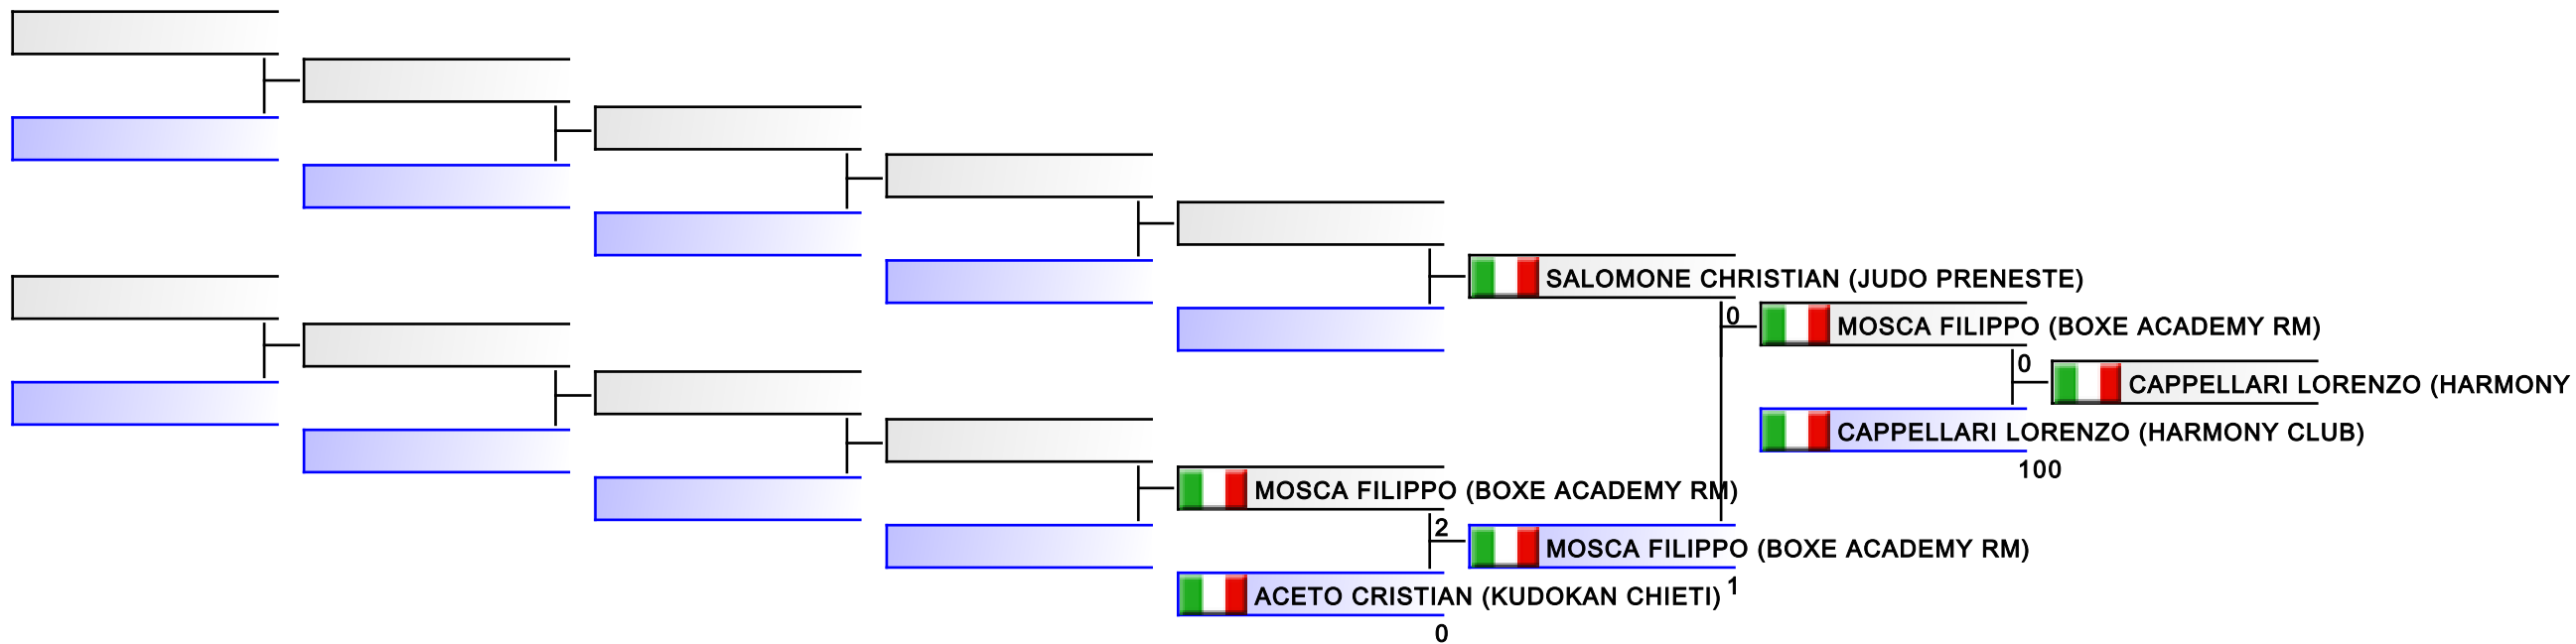 SALOMONE CHRISTIAN (JUDO PRENESTE)
0
MOSCA FILIPPO (BOXE ACADEMY RM)
0
CAPPELLARI LORENZO (HARMONY
CAPPELLARI LORENZO (HARMONY CLUB)
100
MOSCA FILIPPO (BOXE ACADEMY RM)
2
MOSCA FILIPPO (BOXE ACADEMY RM)
1
ACETO CRISTIAN (KUDOKAN CHIETI)
0